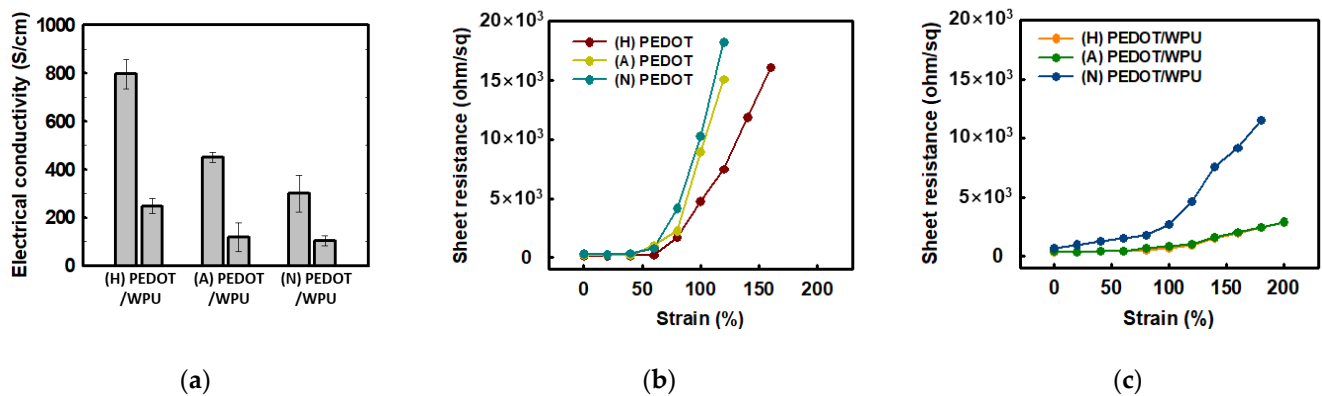 Electrical conductivity (S/cm)
1000
800
600
400
200
0
(H) PEDOT
/WPU
(A) PEDOT
/WPU
(N) PEDOT
/WPU
(a)
Sheet resistance (ohm/sq)
20×10³
15×10³
10×10³
5×10³
0
(H) PEDOT
(A) PEDOT
(N) PEDOT
0 50 100 150 200
Strain (%)
(b)
Sheet resistance (ohm/sq)
20×10³
15×10³
10×10³
5×10³
0
(H) PEDOT/WPU
(A) PEDOT/WPU
(N) PEDOT/WPU
0 50 100 150 200
Strain (%)
(c)